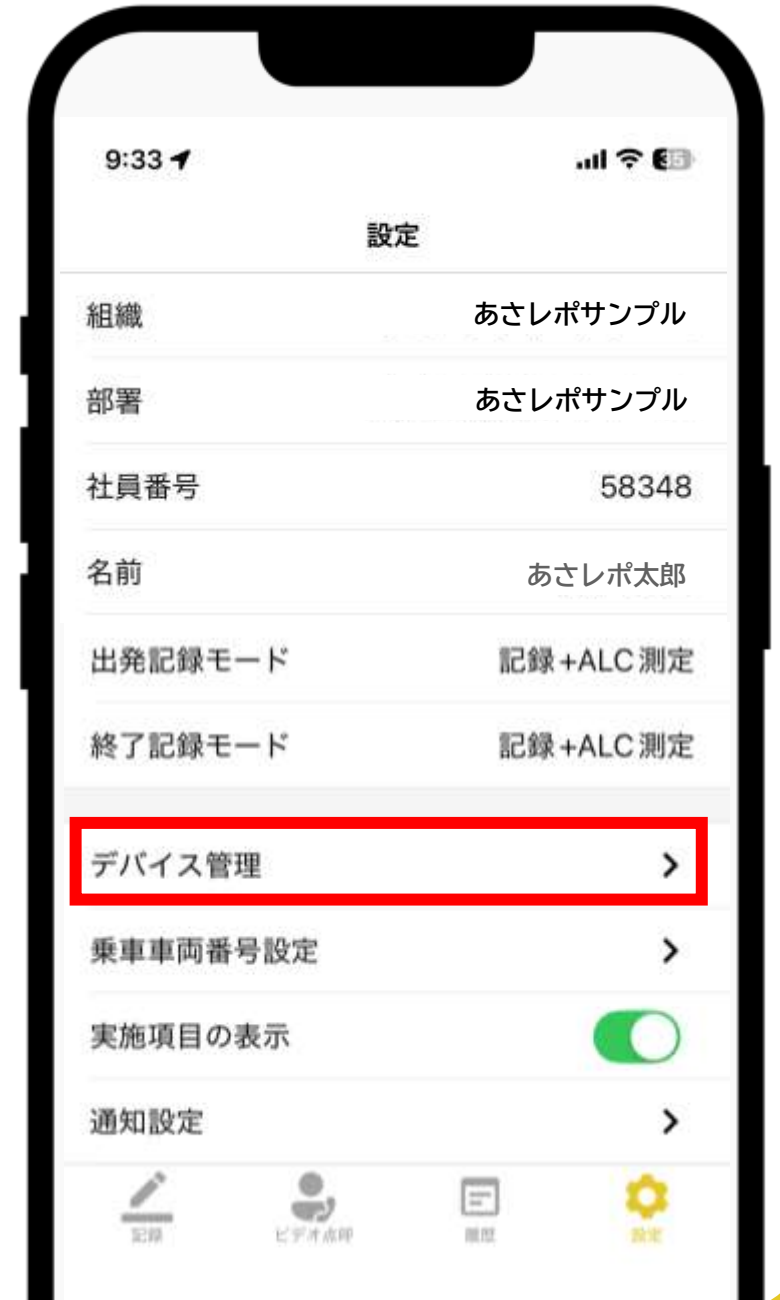 9:33
35
設定
組織 あさレポサンプル
部署 あさレポサンプル
社員番号 58348
名前 あさレポ太郎
出発記録モード 記録+ALC測定
終了記録モード 記録+ALC測定
デバイス管理
乗車車両番号設定
実施項目の表示
通知設定
記録 ビデオ点呼 履歴 設定